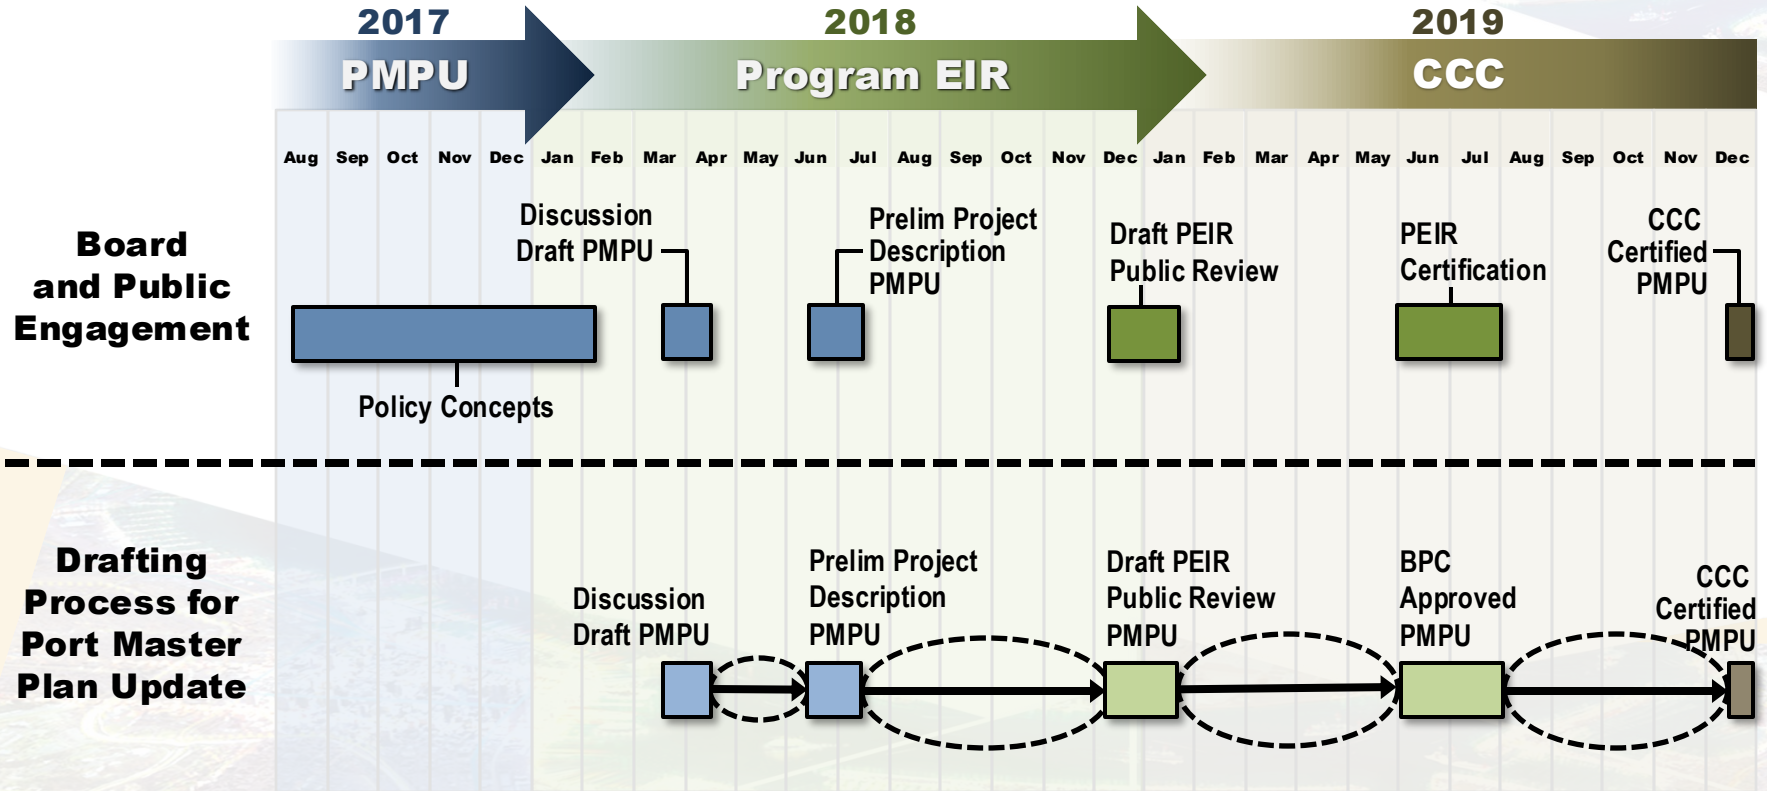 2017
2018
2019
PMPU
Program EIR
CCC
Aug Sep Oct Nov Dec Jan Feb Mar Apr May Jun Jul Aug Sep Oct Nov Dec Jan Feb Mar Apr May Jun Jul Aug Sep Oct Nov Dec
Board
and Public
Engagement
Discussion
Draft PMPU
Prelim Project
Description
PMPU
Draft PEIR
Public Review
PEIR
Certification
CCC
Certified
PMPU
Policy Concepts
Drafting
Process for
Port Master
Plan Update
Discussion
Draft PMPU
Prelim Project
Description
PMPU
Draft PEIR
Public Review
PMPU
BPC
Approved
PMPU
CCC
Certified
PMPU